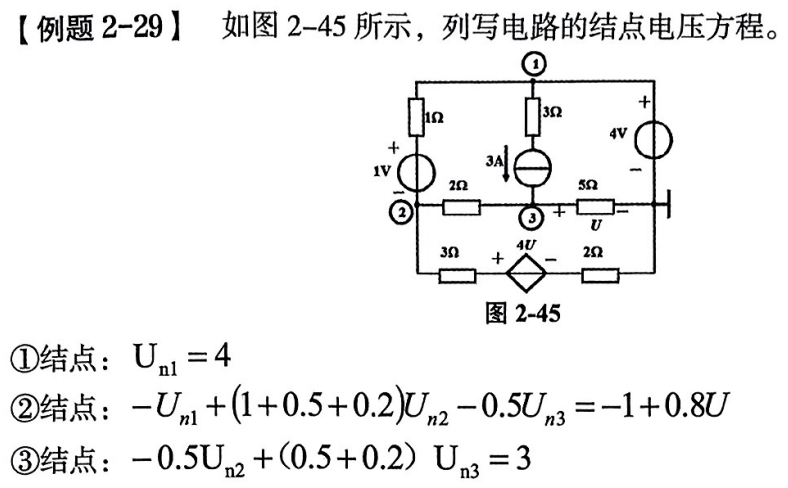 【例题 2-29】 如图 2-45 所示，列写电路的结点电压方程。
①
1Ω
3Ω
+
4V
−
+
1V
−
3A
2Ω
5Ω
②
③
+
U
−
3Ω
+
4U
−
2Ω
图 2-45
①结点：U_{n1} = 4
②结点：−U_{n1} + (1+0.5+0.2)U_{n2} − 0.5U_{n3} = −1+0.8U
③结点：−0.5U_{n2} +（0.5+0.2）U_{n3} = 3